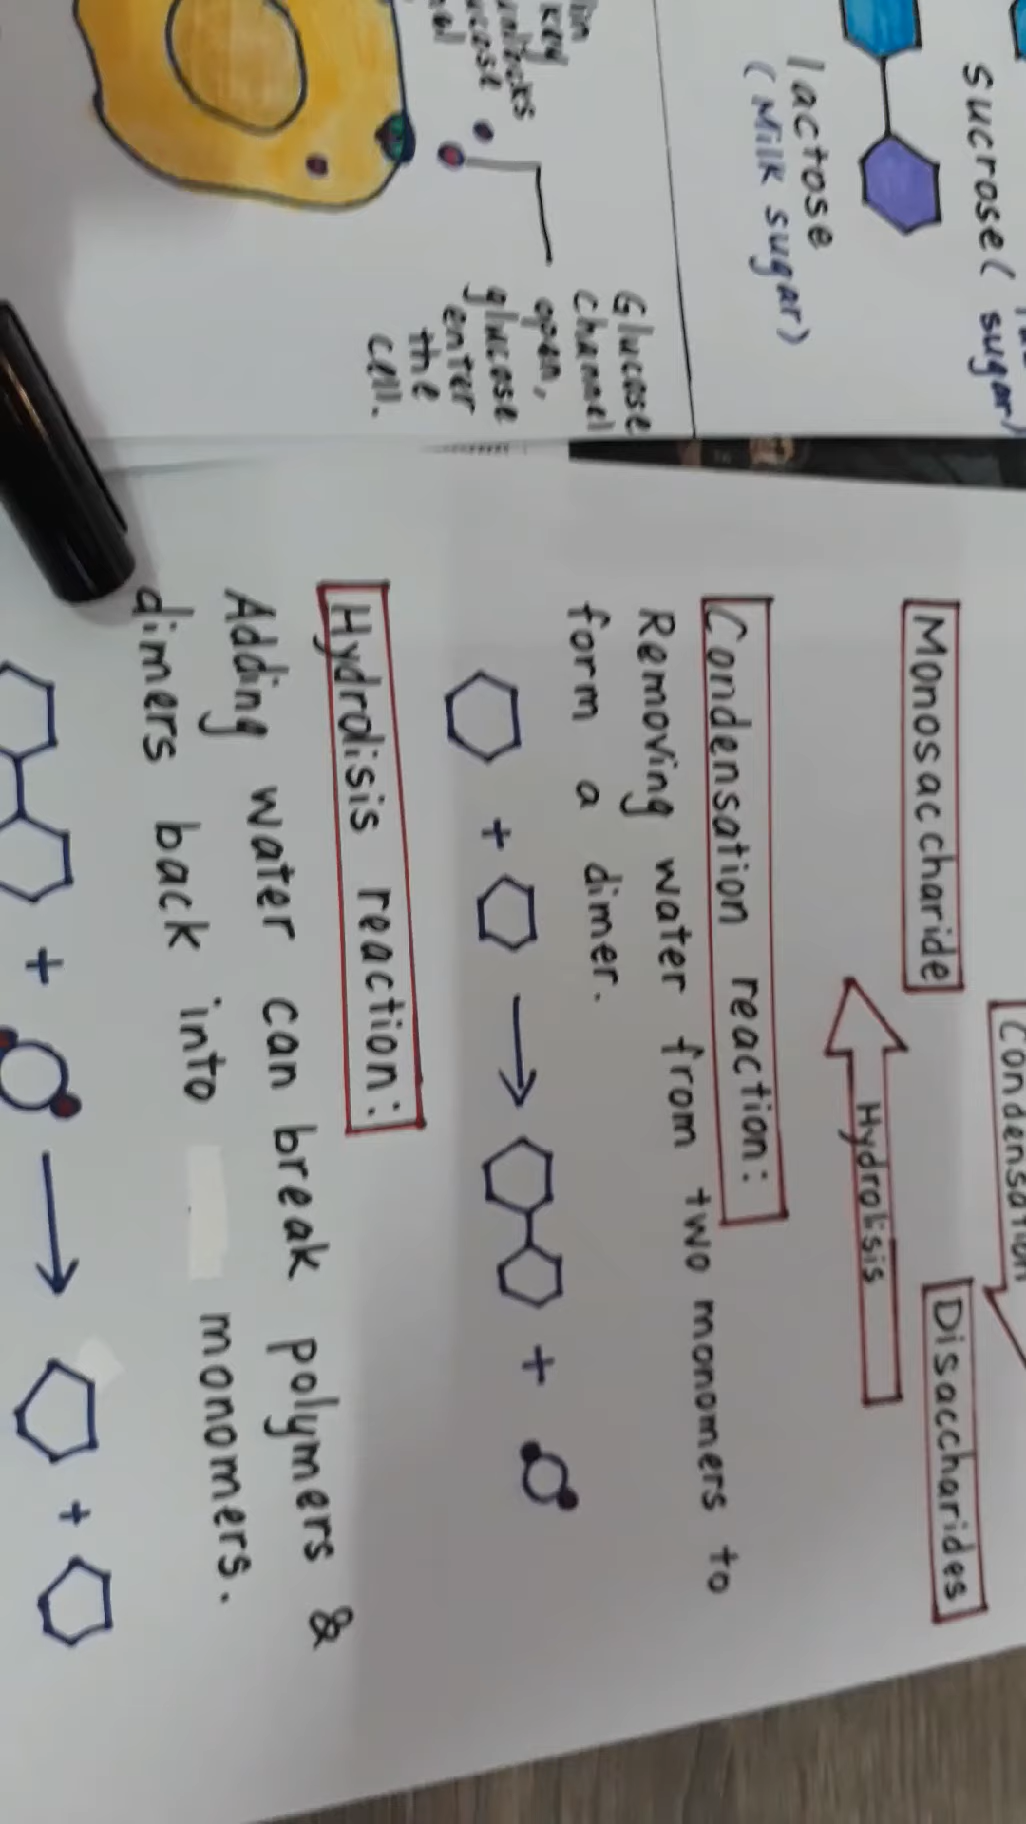 sucrose( sugar)
lactose
(Milk sugar)
key
Glucose
channel
open,
glucose
enter
the
cell.
Condensation
Monosaccharide
Disaccharides
Hydrolisis
Condensation reaction:
Removing water from two monomers to
form a dimer.
+ → +
Hydrolisis reaction:
Adding water can break polymers &
dimers back into monomers.
+ → +